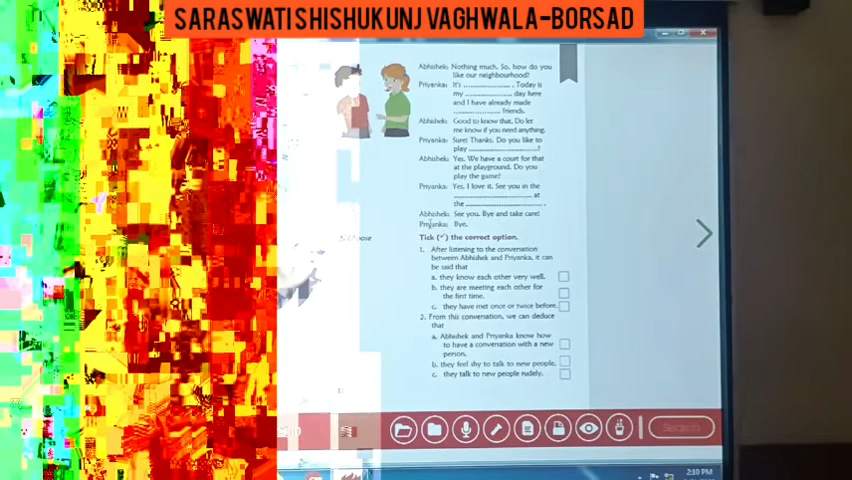 SARASWATI SHISHUKUNJ VAGHWALA-BORSAD
Abhishek: Nothing much. So, how do you
like our neighbourhood?
Priyanka: It's .................... . Today is
my .................... day here
and I have already made
.................... friends.
Abhishek: Good to know that. Do let
me know if you need anything.
Priyanka: Sure! Thanks. Do you like to
play ..............................?
Abhishek: Yes. We have a court for that
at the playground. Do you
play the game?
Priyanka: Yes. I love it. See you in the
.............................. at
the .............................. .
Abhishek: See you. Bye and take care!
Priyanka: Bye.
Choose
Tick (✓) the correct option.
1. After listening to the conversation
between Abhishek and Priyanka, it can
be said that
a. they know each other very well.
b. they are meeting each other for
the first time.
c. they have met once or twice before.
2. From this conversation, we can deduce
that
a. Abhishek and Priyanka know how
to have a conversation with a new
person.
b. they feel shy to talk to new people.
c. they talk to new people rudely.
Search
2:10 PM